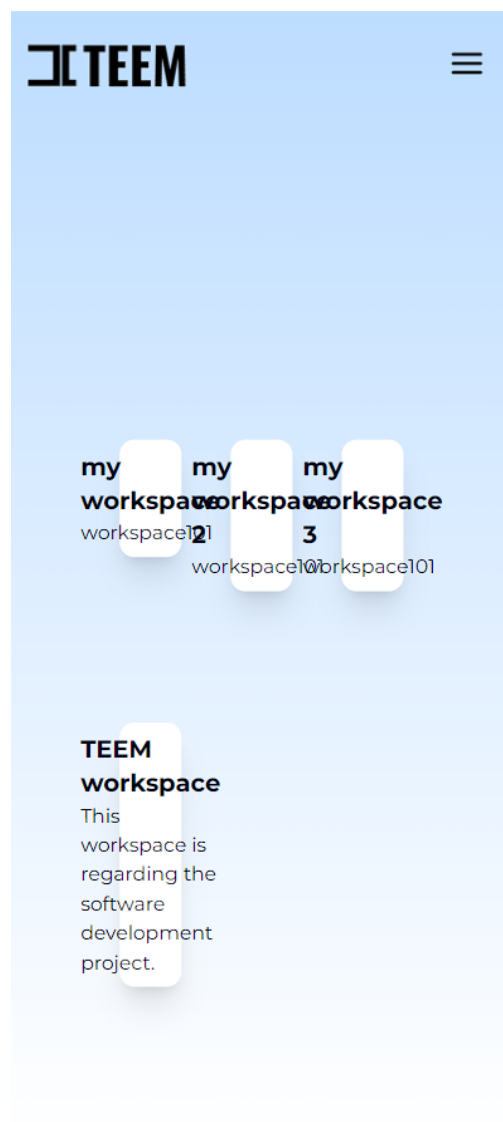 TEEM
my
workspace
workspace101
my
workspace
2
workspace101
my
workspace
3
workspace101
TEEM
workspace
This
workspace is
regarding the
software
development
project.